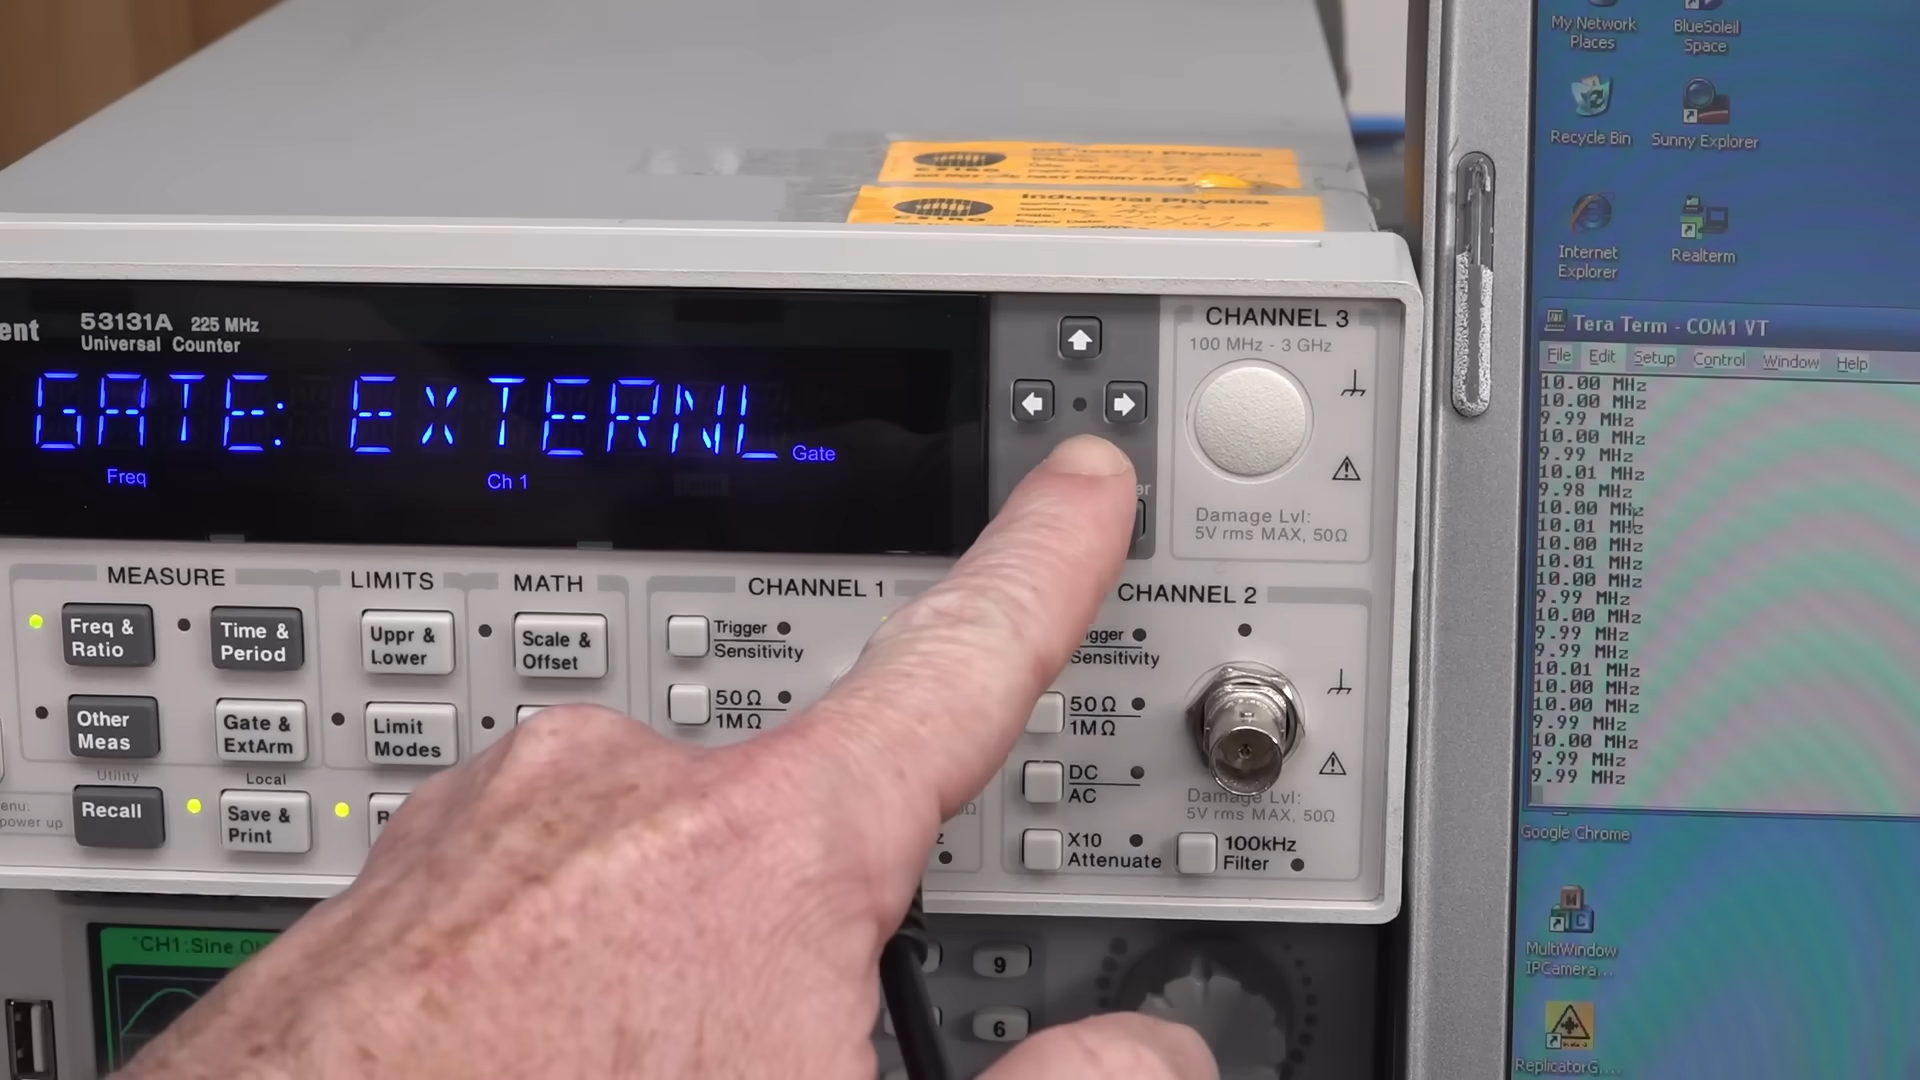 ent
53131A 225 MHz
Universal Counter
GATE: EXTERNL
Gate
Freq
Ch 1
Industrial Physics
Industrial Physics
CSIRO
CHANNEL 3
100 MHz - 3 GHz
Damage Lvl:
5V rms MAX, 50Ω
MEASURE
LIMITS
MATH
CHANNEL 1
CHANNEL 2
Freq &
Ratio
Time &
Period
Uppr &
Lower
Scale &
Offset
Trigger
Sensitivity
gger
Sensitivity
Other
Meas
Gate &
ExtArm
Limit
Modes
50Ω
1MΩ
50Ω
1MΩ
Utility
Local
enu:
power up
Recall
Save &
Print
DC
AC
Damage Lvl:
5V rms MAX, 50Ω
X10
Attenuate
100kHz
Filter
CH1:Sine
9
6
My Network
Places
BlueSoleil
Space
Recycle Bin
Sunny Explorer
Internet
Explorer
Realterm
Tera Term - COM1 VT
File Edit Setup Control Window Help
10.00 MHz
10.00 MHz
9.99 MHz
10.00 MHz
9.99 MHz
10.01 MHz
9.98 MHz
10.00 MHz
10.01 MHz
10.00 MHz
10.01 MHz
10.00 MHz
9.99 MHz
10.00 MHz
9.99 MHz
9.99 MHz
10.01 MHz
10.00 MHz
10.00 MHz
9.99 MHz
10.00 MHz
9.99 MHz
9.99 MHz
Google Chrome
MultiWindow
IPCamera...
ReplicatorG...